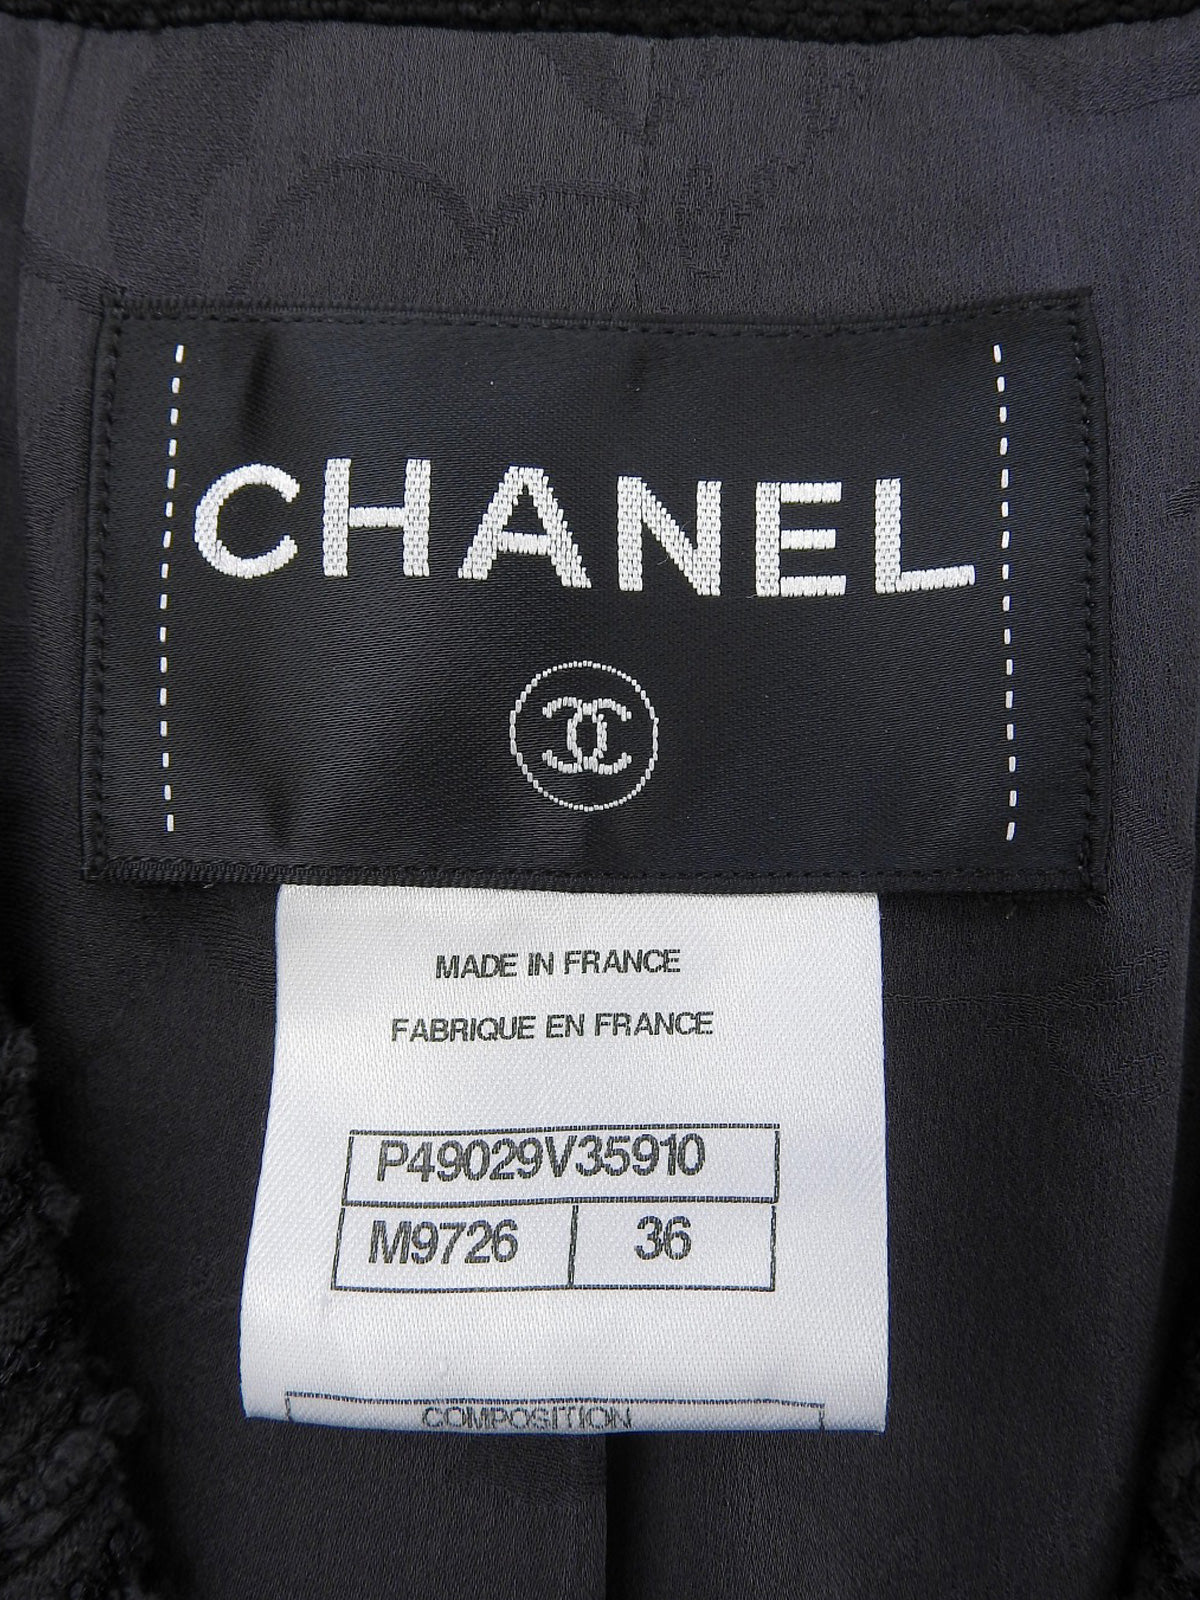 CHANEL
MADE IN FRANCE
FABRIQUE EN FRANCE
P49029V35910
M9726 36
COMPOSITION